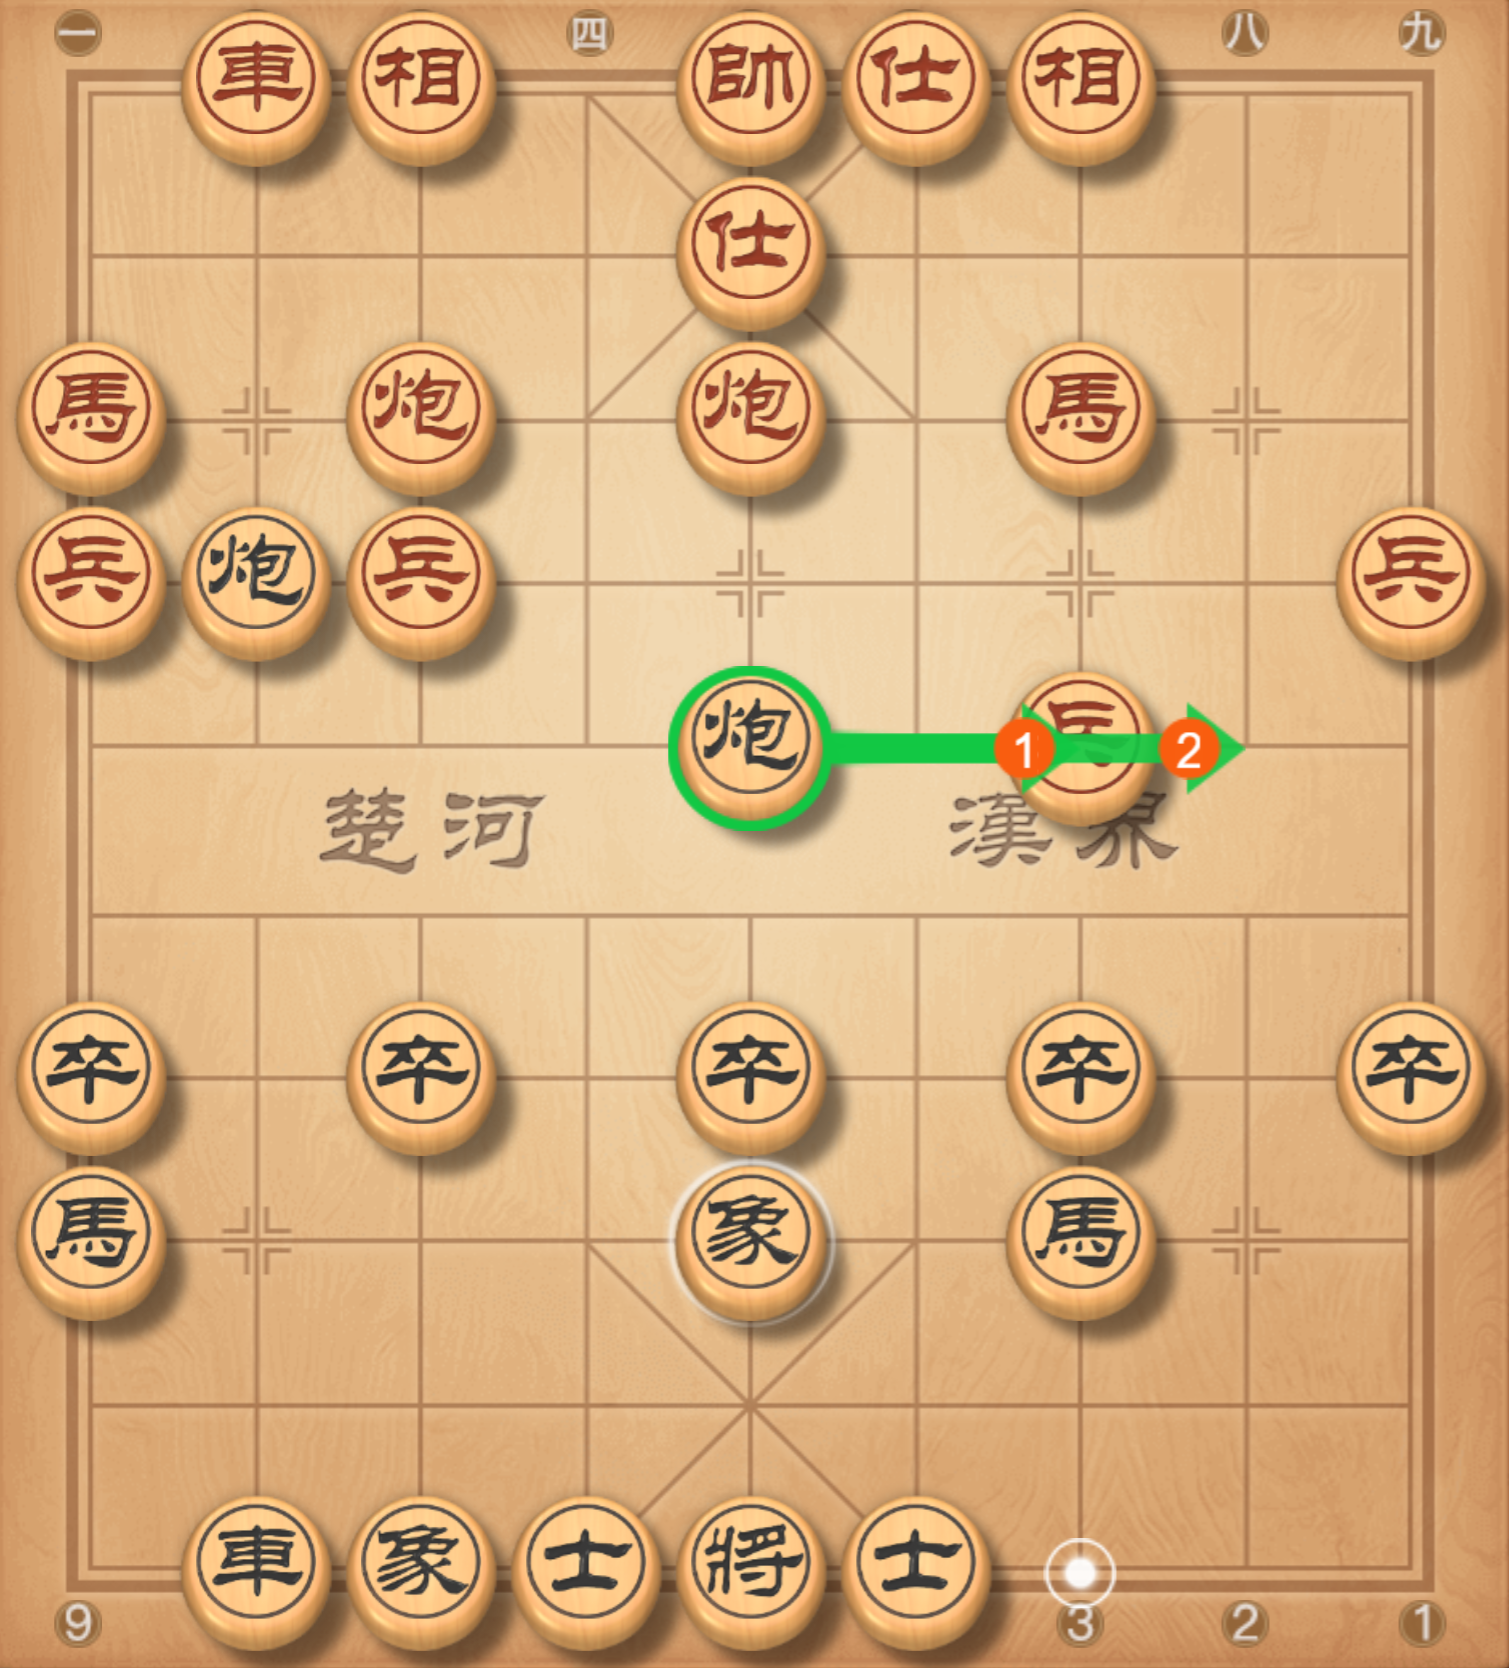 一 四 八 九
車 相 帥 仕 相
仕
馬 炮 炮 馬
兵 炮 兵 兵
炮 1 兵 2
楚河 漢界
卒 卒 卒 卒 卒
馬 象 馬
車 象 士 將 士
9 3 2 1